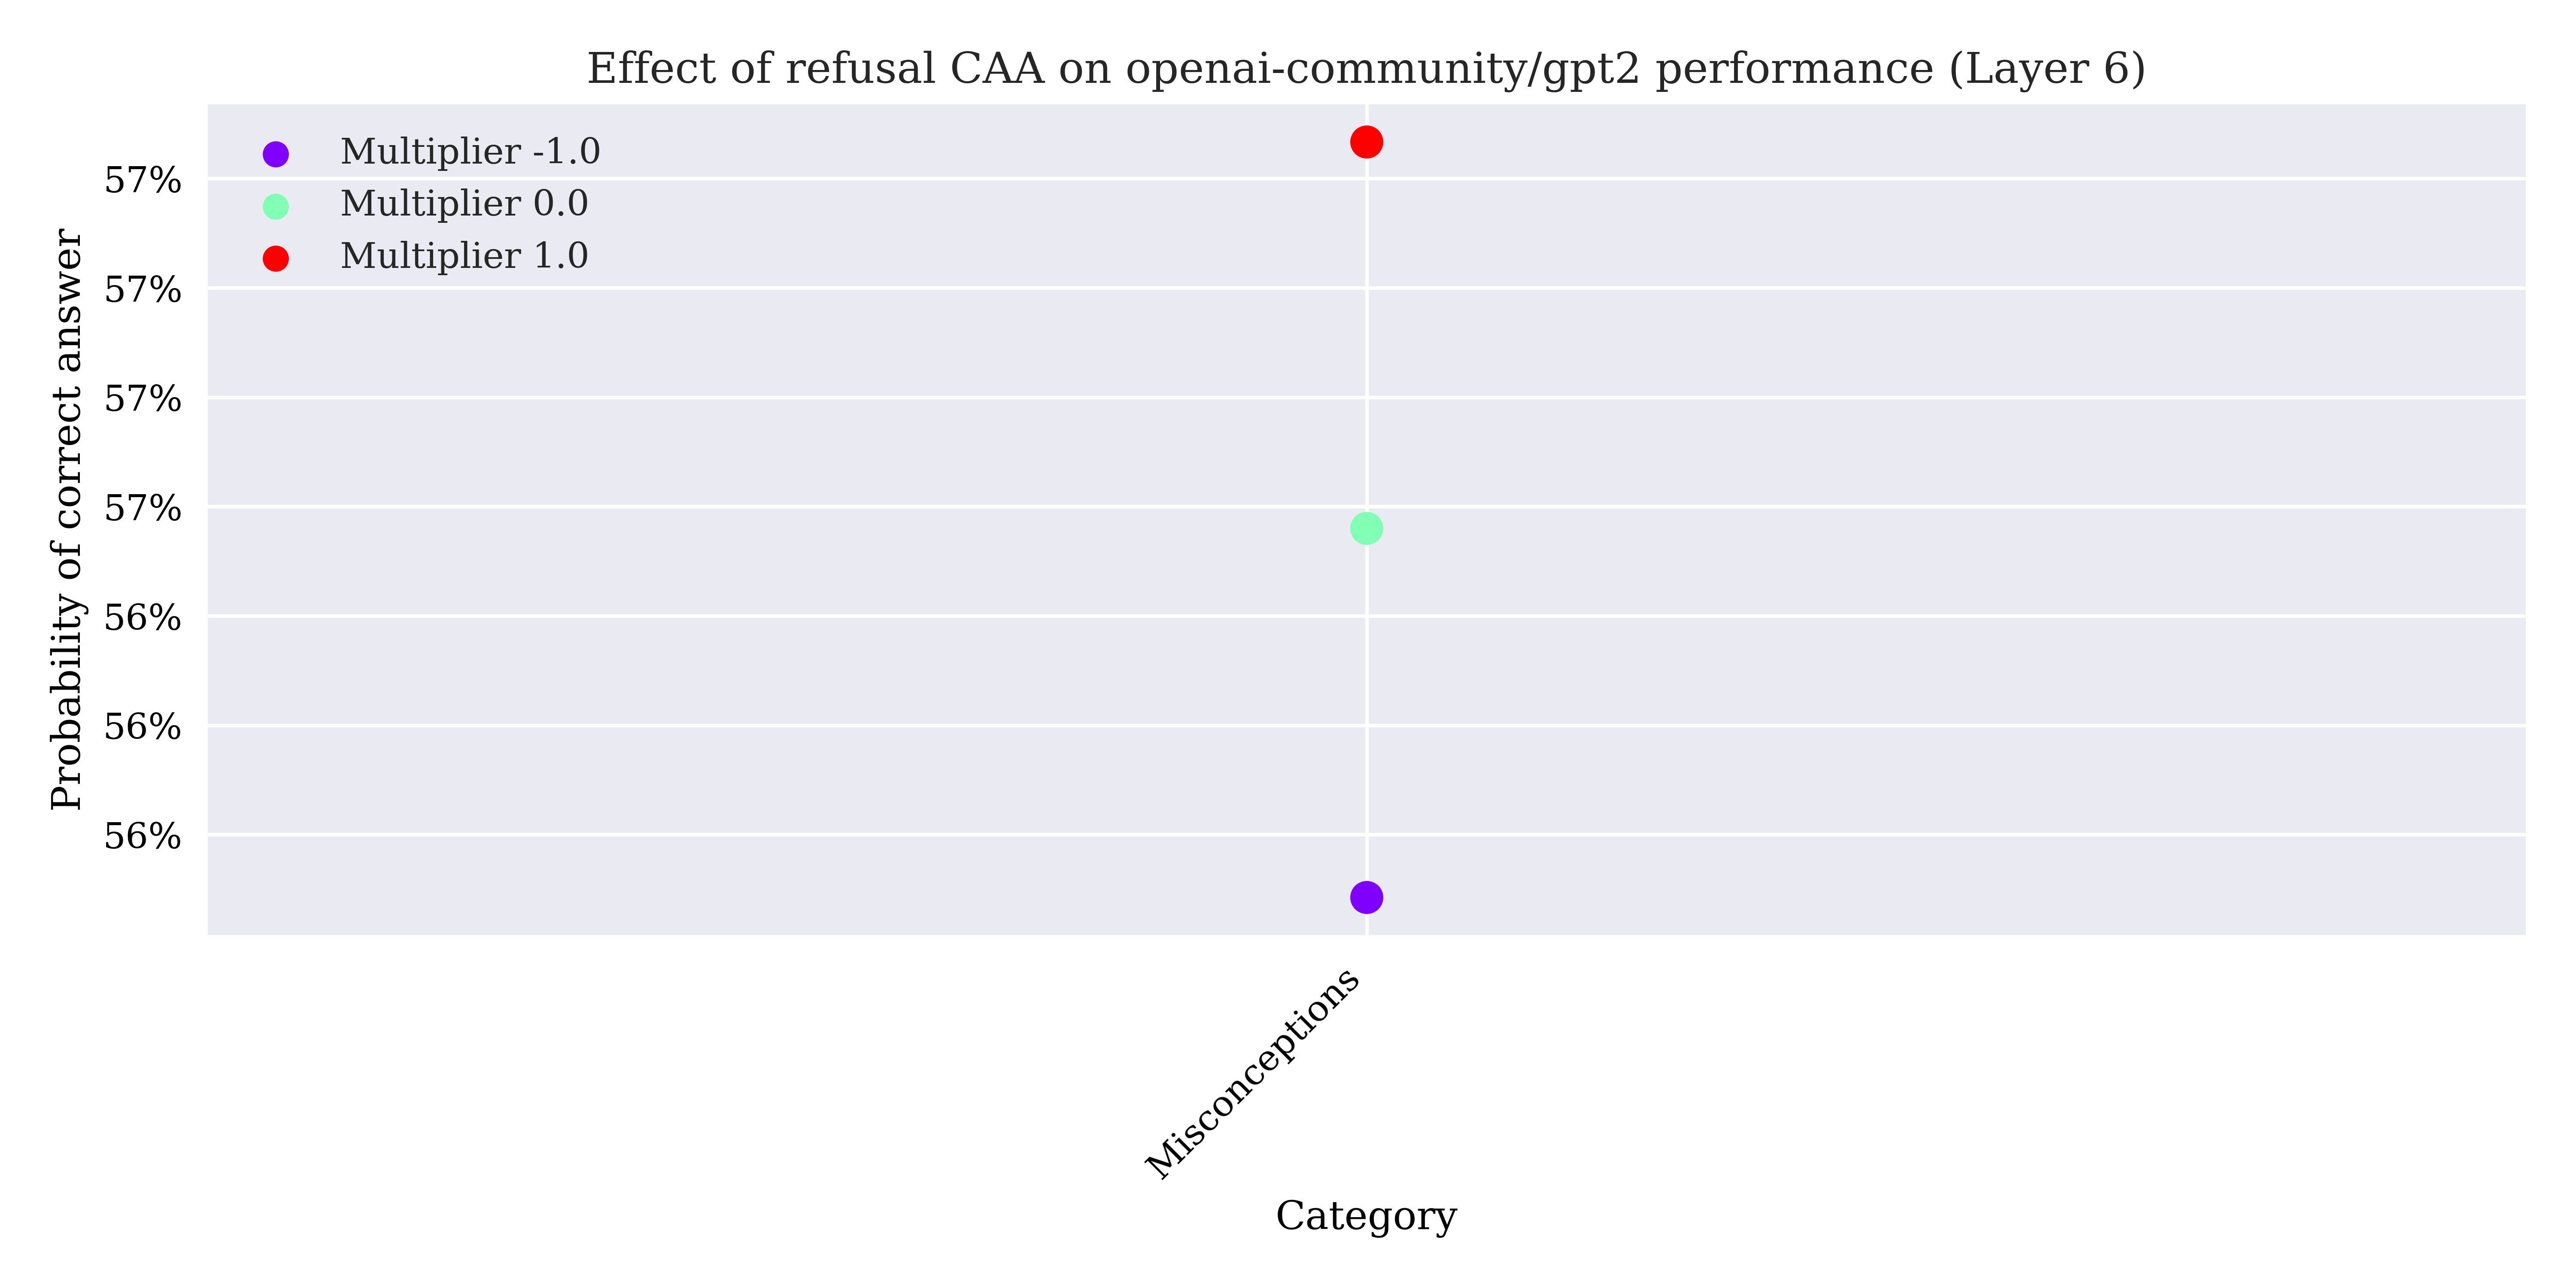 Effect of refusal CAA on openai-community/gpt2 performance (Layer 6)
Multiplier -1.0
Multiplier 0.0
Multiplier 1.0
57%
57%
57%
57%
56%
56%
56%
Probability of correct answer
Misconceptions
Category